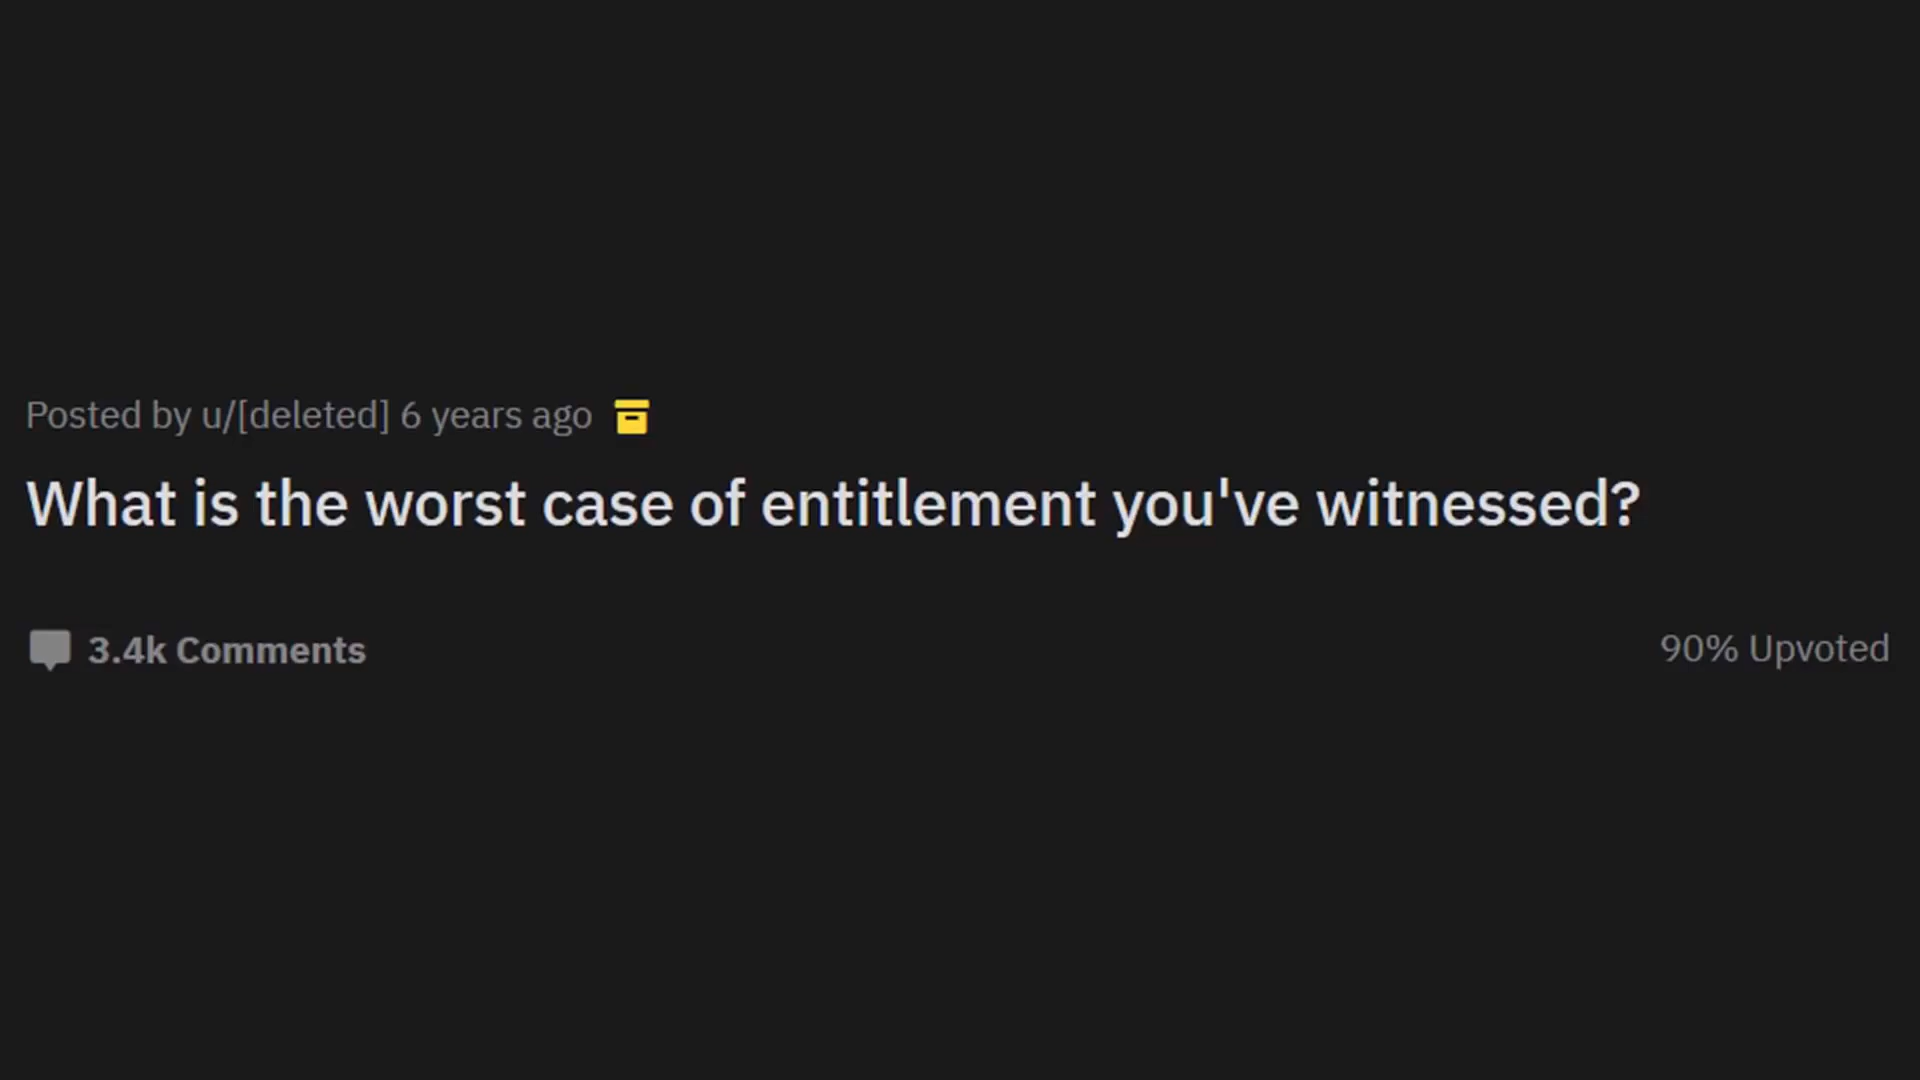 Posted by u/[deleted] 6 years ago
What is the worst case of entitlement you've witnessed?
3.4k Comments
90% Upvoted